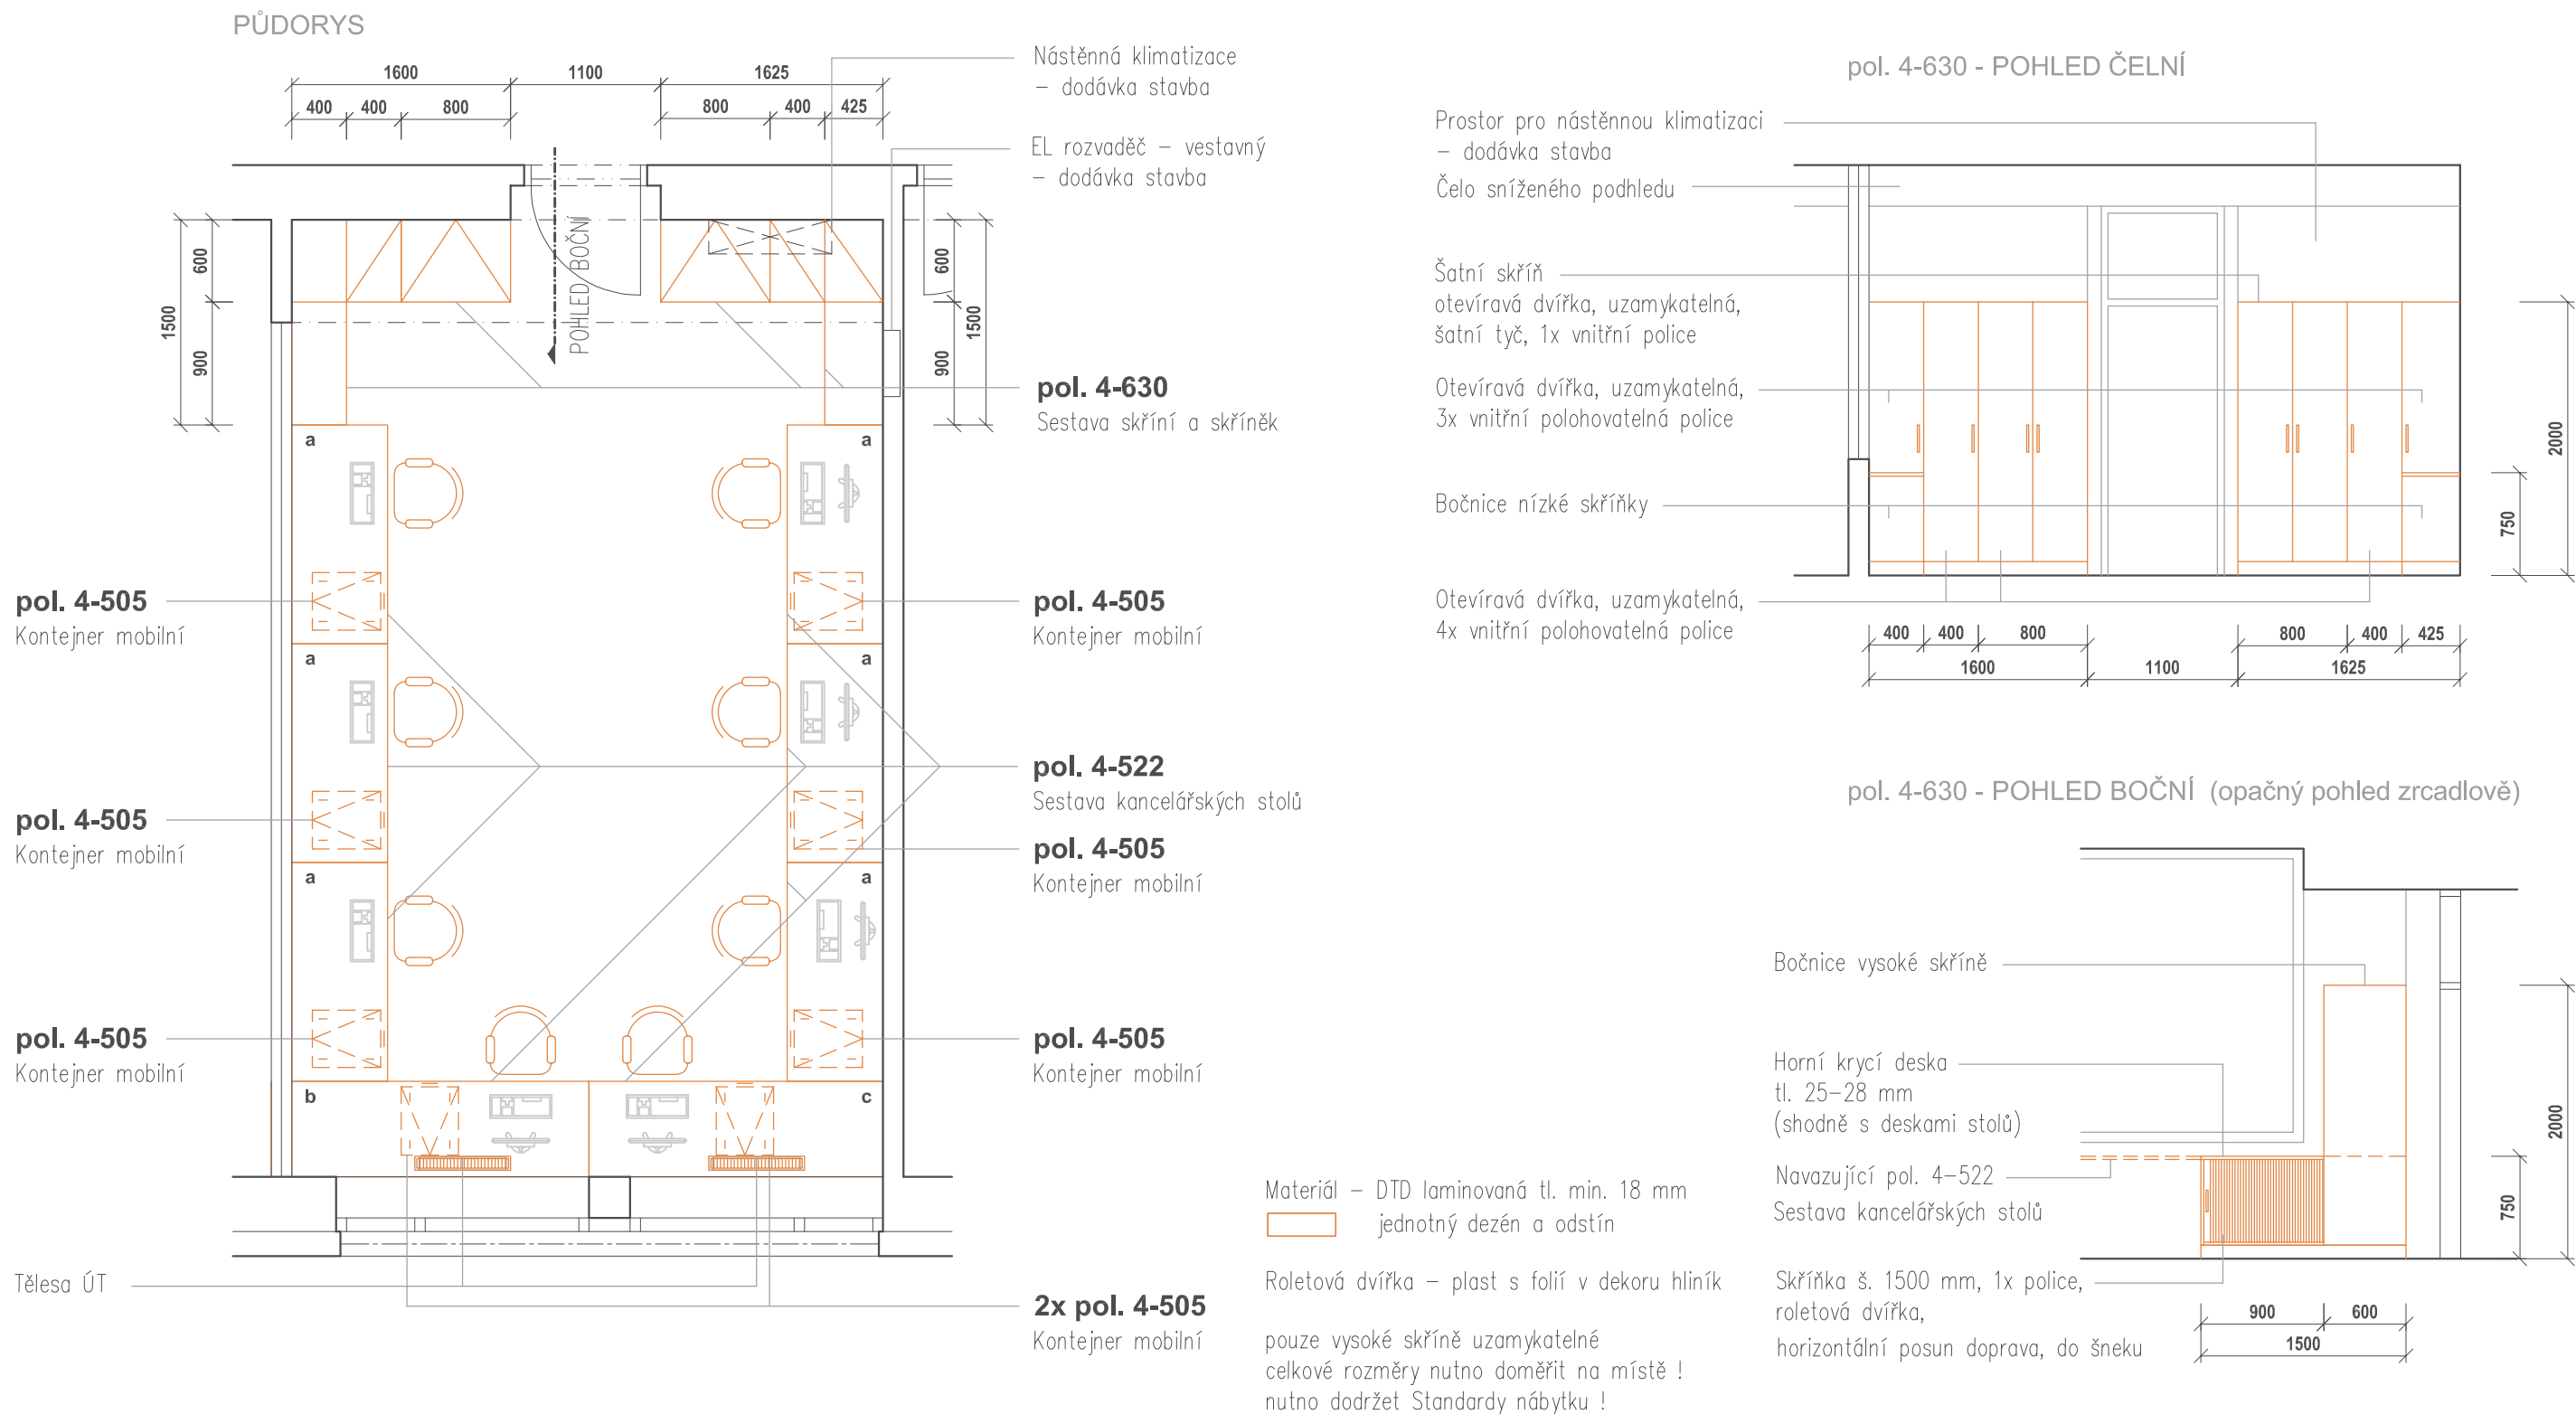 PŮDORYS
1600
1100
1625
400
400
800
800
400
425
Nástěnná klimatizace
– dodávka stavba
EL rozvaděč – vestavný
– dodávka stavba
POHLED BOČNÍ
600
900
1500
600
900
1500
pol. 4-630
Sestava skříní a skříněk
a
a
pol. 4-505
Kontejner mobilní
pol. 4-505
Kontejner mobilní
a
a
pol. 4-522
Sestava kancelářských stolů
pol. 4-505
Kontejner mobilní
pol. 4-505
Kontejner mobilní
a
a
pol. 4-505
Kontejner mobilní
pol. 4-505
Kontejner mobilní
b
c
Tělesa ÚT
2x pol. 4-505
Kontejner mobilní
Materiál – DTD laminovaná tl. min. 18 mm
jednotný dezén a odstín
Roletová dvířka – plast s folií v dekoru hliník
pouze vysoké skříně uzamykatelné
celkové rozměry nutno doměřit na místě !
nutno dodržet Standardy nábytku !
pol. 4-630 - POHLED ČELNÍ
Prostor pro nástěnnou klimatizaci
– dodávka stavba
Čelo sníženého podhledu
Šatní skříň
otevíravá dvířka, uzamykatelná,
šatní tyč, 1x vnitřní police
Otevíravá dvířka, uzamykatelná,
3x vnitřní polohovatelná police
Bočnice nízké skříňky
Otevíravá dvířka, uzamykatelná,
4x vnitřní polohovatelná police
2000
750
400
400
800
800
400
425
1600
1100
1625
pol. 4-630 - POHLED BOČNÍ (opačný pohled zrcadlově)
Bočnice vysoké skříně
Horní krycí deska
tl. 25–28 mm
(shodně s deskami stolů)
Navazující pol. 4–522
Sestava kancelářských stolů
Skříňka š. 1500 mm, 1x police,
roletová dvířka,
horizontální posun doprava, do šneku
2000
750
900
600
1500